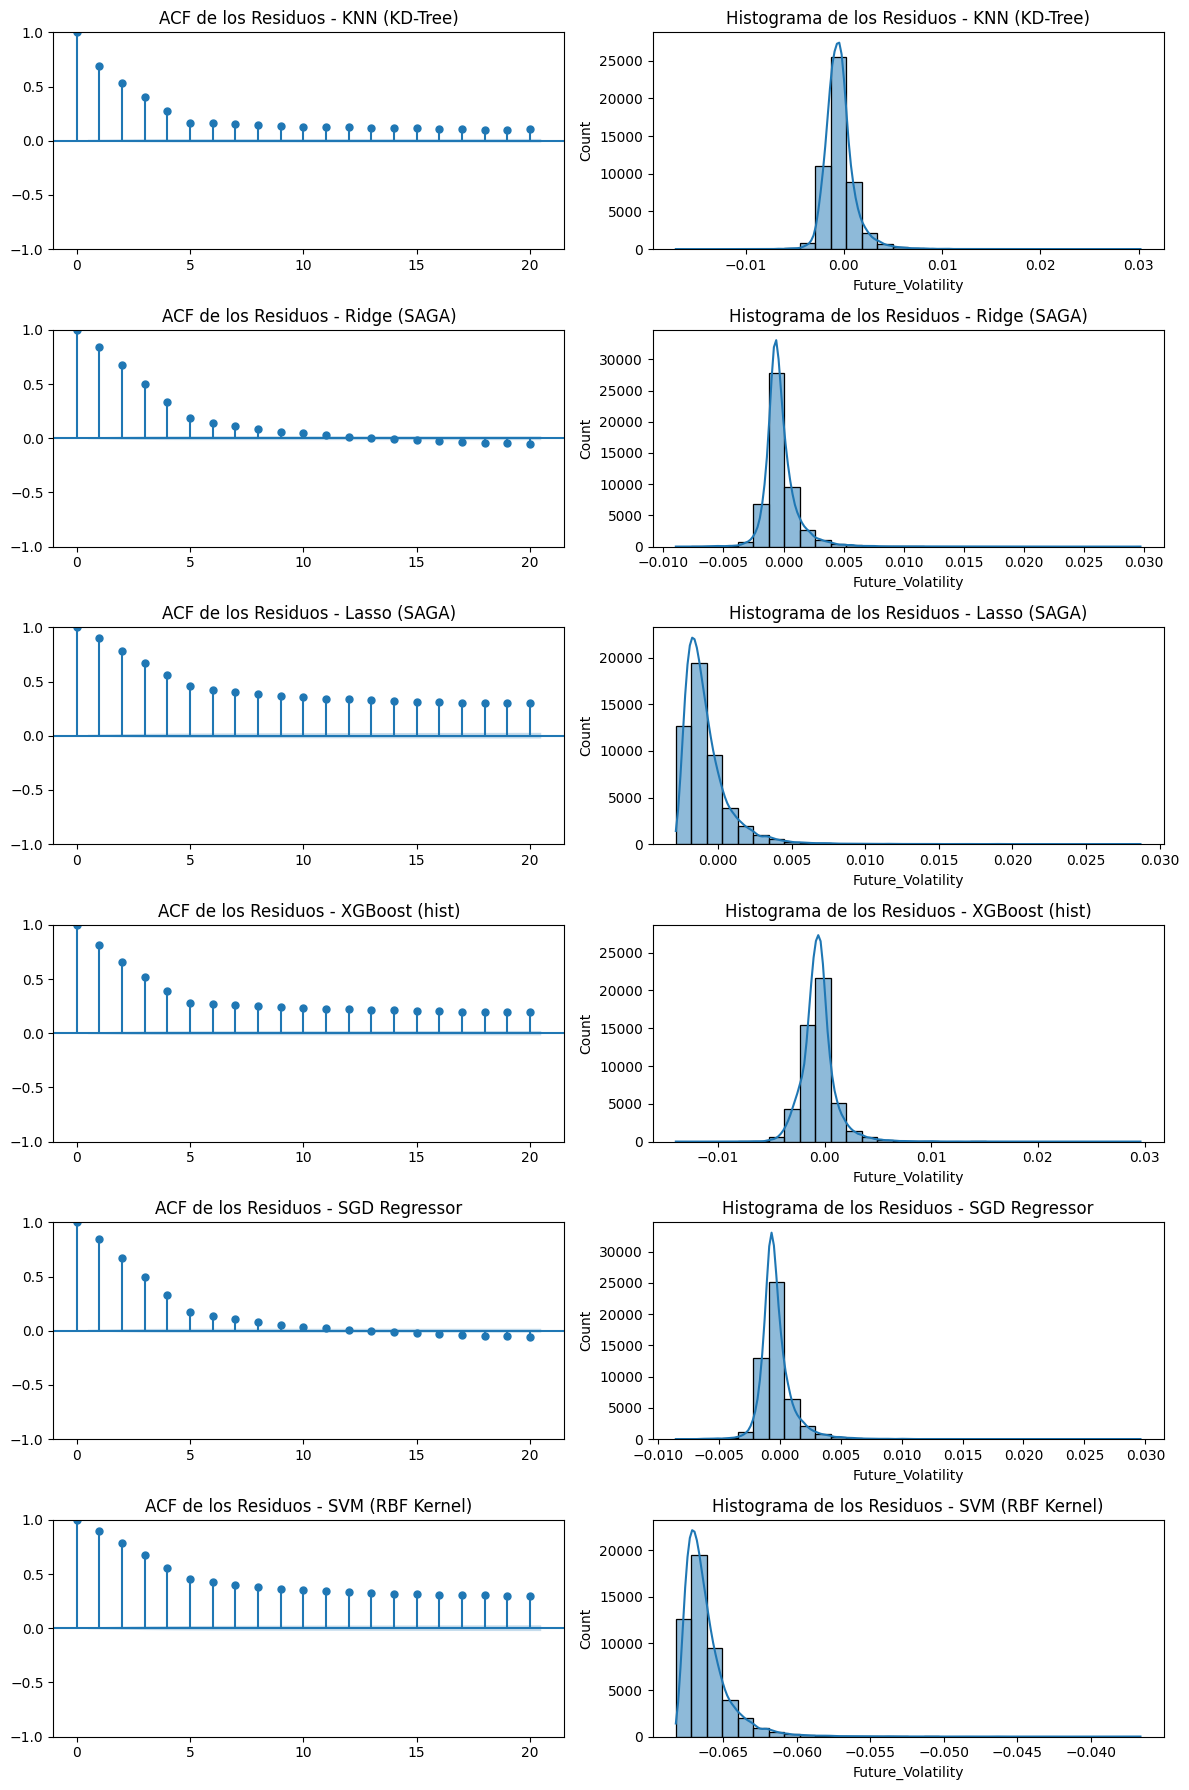 ACF de los Residuos - KNN (KD-Tree)
1.0
0.5
0.0
−0.5
−1.0
0 5 10 15 20
Histograma de los Residuos - KNN (KD-Tree)
25000
20000
15000
10000
5000
0
Count
−0.01 0.00 0.01 0.02 0.03
Future_Volatility
ACF de los Residuos - Ridge (SAGA)
1.0
0.5
0.0
−0.5
−1.0
0 5 10 15 20
Histograma de los Residuos - Ridge (SAGA)
30000
25000
20000
15000
10000
5000
0
Count
−0.010 −0.005 0.000 0.005 0.010 0.015 0.020 0.025 0.030
Future_Volatility
ACF de los Residuos - Lasso (SAGA)
1.0
0.5
0.0
−0.5
−1.0
0 5 10 15 20
Histograma de los Residuos - Lasso (SAGA)
20000
15000
10000
5000
0
Count
0.000 0.005 0.010 0.015 0.020 0.025 0.030
Future_Volatility
ACF de los Residuos - XGBoost (hist)
1.0
0.5
0.0
−0.5
−1.0
0 5 10 15 20
Histograma de los Residuos - XGBoost (hist)
25000
20000
15000
10000
5000
0
Count
−0.01 0.00 0.01 0.02 0.03
Future_Volatility
ACF de los Residuos - SGD Regressor
1.0
0.5
0.0
−0.5
−1.0
0 5 10 15 20
Histograma de los Residuos - SGD Regressor
30000
25000
20000
15000
10000
5000
0
Count
−0.010 −0.005 0.000 0.005 0.010 0.015 0.020 0.025 0.030
Future_Volatility
ACF de los Residuos - SVM (RBF Kernel)
1.0
0.5
0.0
−0.5
−1.0
0 5 10 15 20
Histograma de los Residuos - SVM (RBF Kernel)
20000
15000
10000
5000
0
Count
−0.065 −0.060 −0.055 −0.050 −0.045 −0.040
Future_Volatility